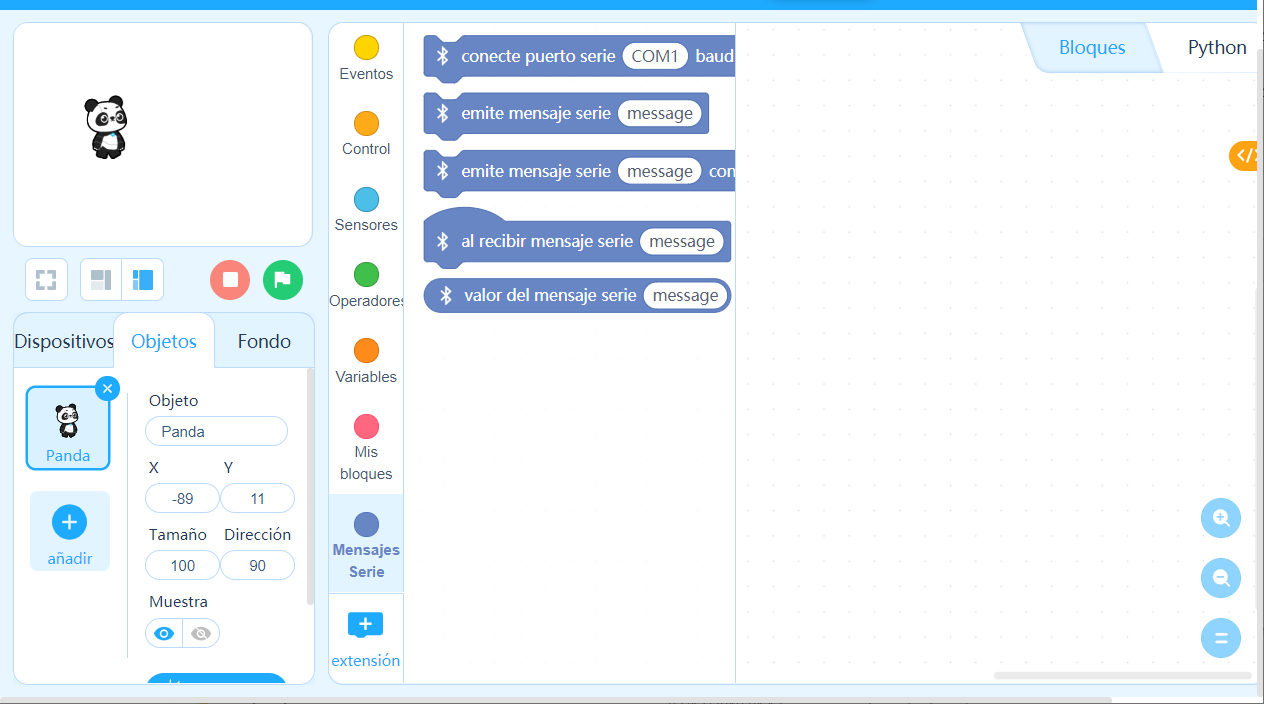 Bloques
Python
Eventos
Control
Sensores
Operadores
Variables
Mis
bloques
Mensajes
Serie
extensión
conecte puerto serie COM1 baud
emite mensaje serie message
emite mensaje serie message con
al recibir mensaje serie message
valor del mensaje serie message
Dispositivos
Objetos
Fondo
Panda
añadir
Objeto
Panda
X Y
-89 11
Tamaño Dirección
100 90
Muestra